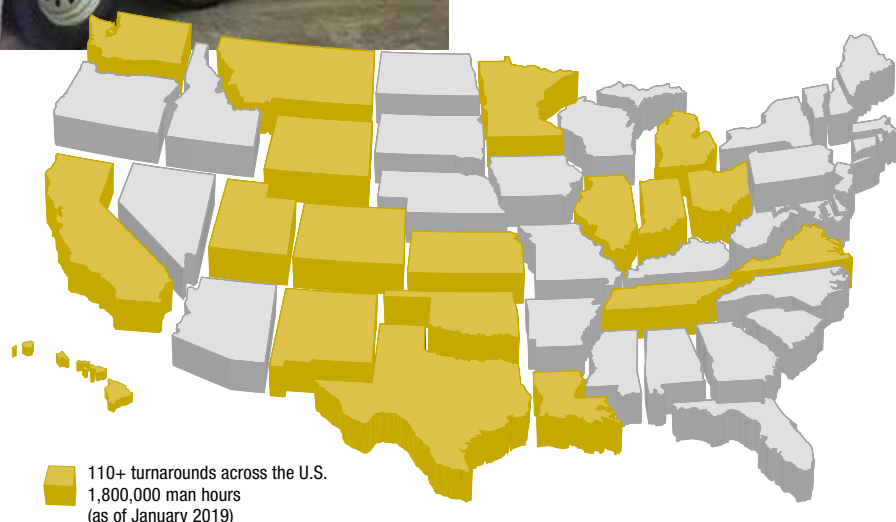 110+ turnarounds across the U.S.
1,800,000 man hours
(as of January 2019)